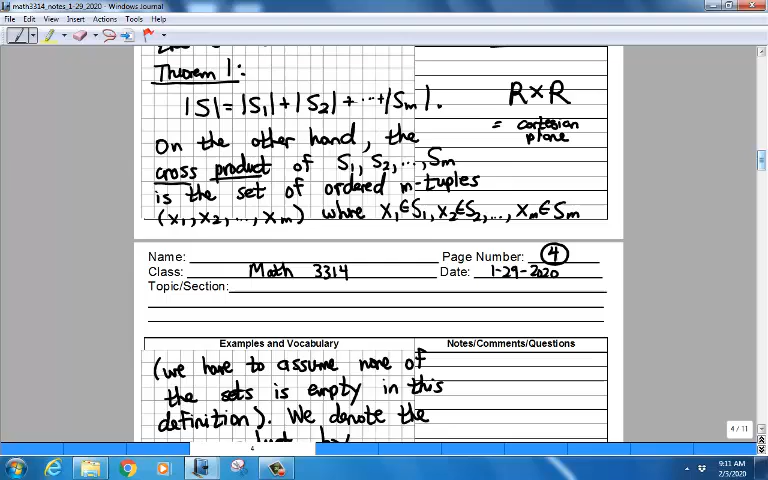 math3314_notes_1-29_2020 - Windows Journal
File Edit View Insert Actions Tools Help
Theorem 1:
|S| = |S1| + |S2| + ... + |Sm|.
R × R
= cartesian
plane
On the other hand, the
cross product of S1, S2, ..., Sm
is the set of ordered m-tuples
(x1, x2, ..., xm) whre x1 ∈ S1, x2 ∈ S2, ..., xm ∈ Sm
Name: Page Number: 4
Class: Math 3314 Date: 1-29-2020
Topic/Section:
Examples and Vocabulary Notes/Comments/Questions
(we have to assume none of
the sets is empty in this
definition). We denote the
4
4 / 11
9:11 AM
2/3/2020